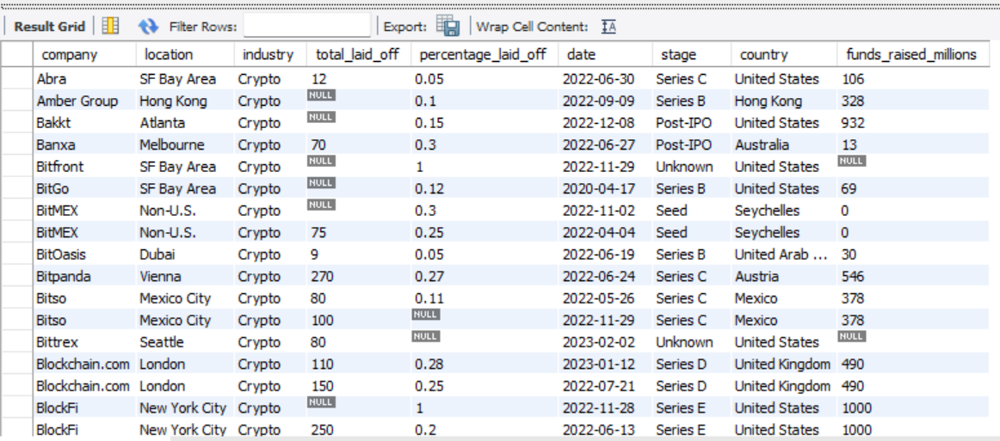 Result Grid Filter Rows: Export: Wrap Cell Content: IA
company location industry total_laid_off percentage_laid_off date stage country funds_raised_millions
Abra SF Bay Area Crypto 12 0.05 2022-06-30 Series C United States 106
Amber Group Hong Kong Crypto NULL 0.1 2022-09-09 Series B Hong Kong 328
Bakkt Atlanta Crypto NULL 0.15 2022-12-08 Post-IPO United States 932
Banxa Melbourne Crypto 70 0.3 2022-06-27 Post-IPO Australia 13
Bitfront SF Bay Area Crypto NULL 1 2022-11-29 Unknown United States NULL
BitGo SF Bay Area Crypto NULL 0.12 2020-04-17 Series B United States 69
BitMEX Non-U.S. Crypto NULL 0.3 2022-11-02 Seed Seychelles 0
BitMEX Non-U.S. Crypto 75 0.25 2022-04-04 Seed Seychelles 0
BitOasis Dubai Crypto 9 0.05 2022-06-19 Series B United Arab ... 30
Bitpanda Vienna Crypto 270 0.27 2022-06-24 Series C Austria 546
Bitso Mexico City Crypto 80 0.11 2022-05-26 Series C Mexico 378
Bitso Mexico City Crypto 100 NULL 2022-11-29 Series C Mexico 378
Bittrex Seattle Crypto 80 NULL 2023-02-02 Unknown United States NULL
Blockchain.com London Crypto 110 0.28 2023-01-12 Series D United Kingdom 490
Blockchain.com London Crypto 150 0.25 2022-07-21 Series D United Kingdom 490
BlockFi New York City Crypto NULL 1 2022-11-28 Series E United States 1000
BlockFi New York City Crypto 250 0.2 2022-06-13 Series E United States 1000